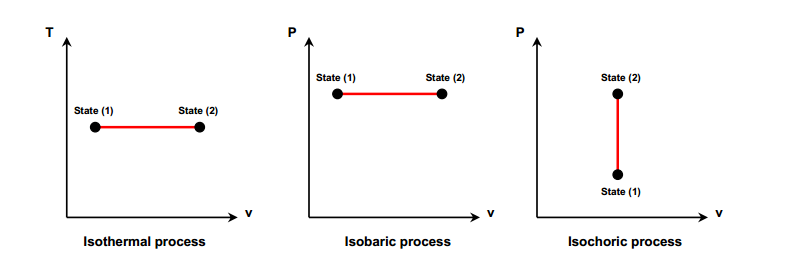 T
State (1)
State (2)
v
Isothermal process
P
State (1)
State (2)
v
Isobaric process
P
State (2)
State (1)
v
Isochoric process